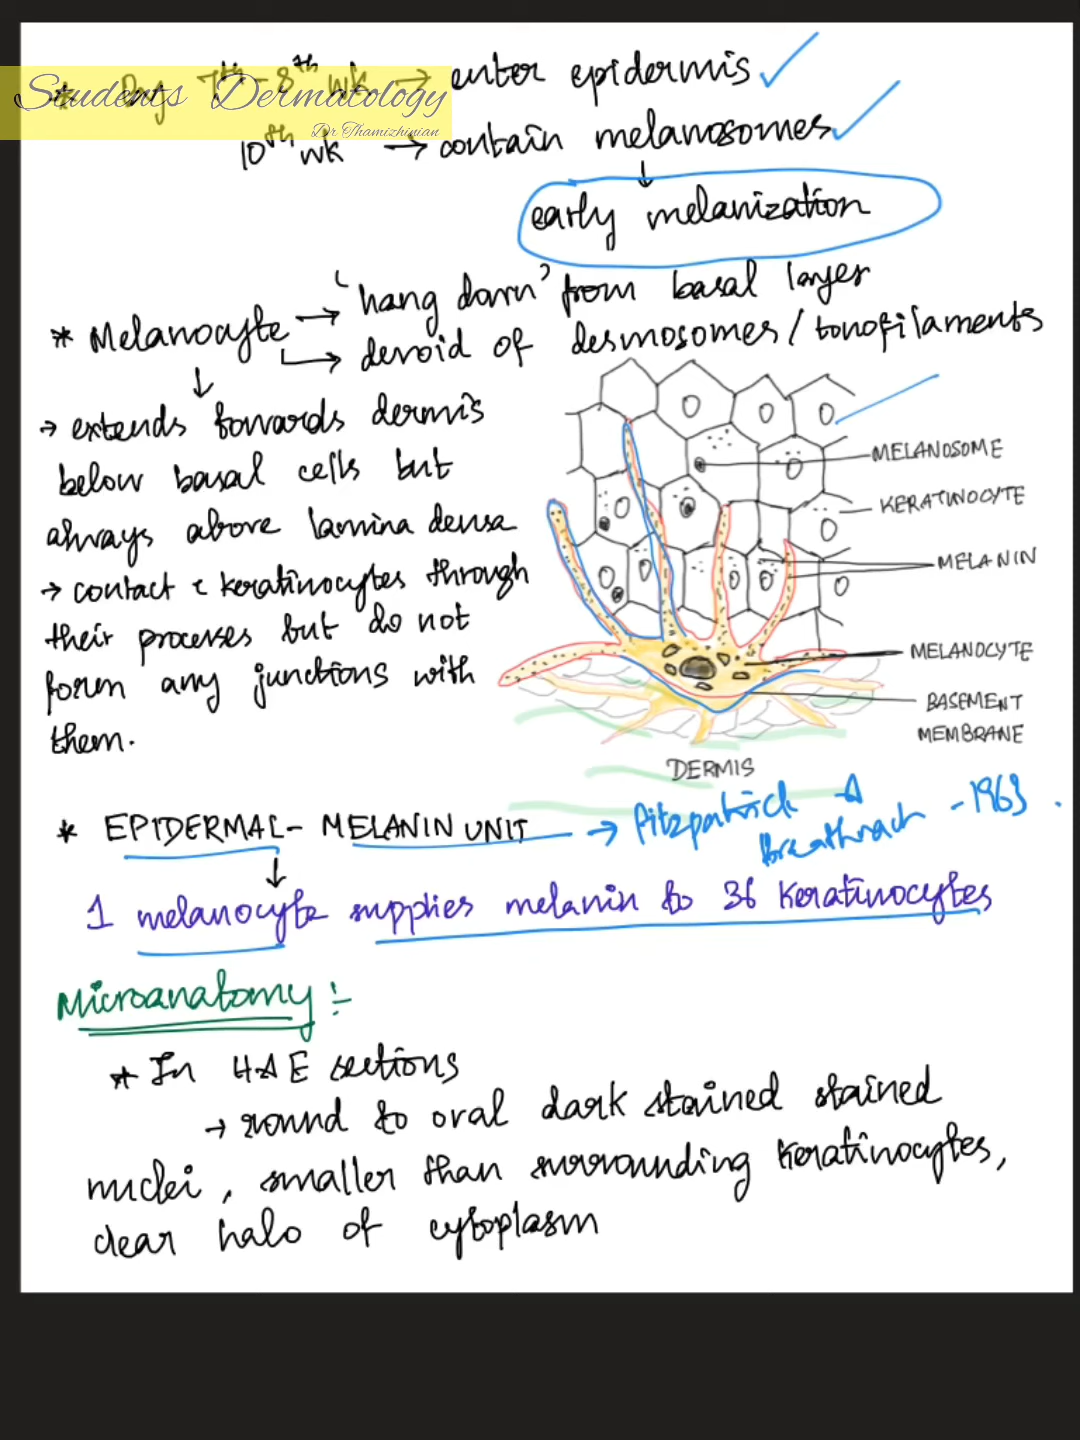 Students Dermatology
Dr Thamizhinian
* By 7th - 8th wk → enter epidermis
10th wk → contain melanosomes
↓
early melanization
* Melanocyte → 'hang down' from basal layer
→ devoid of desmosomes / tonofilaments
↓
→ extends towards dermis
below basal cells but
always above lamina densa
→ contact c keratinocytes through
their processes but do not
form any junctions with
them.
MELANOSOME
KERATINOCYTE
MELANIN
MELANOCYTE
BASEMENT
MEMBRANE
DERMIS
* EPIDERMAL - MELANIN UNIT → Fitzpatrick &
Breathnach - 1963.
↓
1 melanocyte supplies melanin to 36 keratinocytes
Microanatomy :-
* In H & E sections
→ round to oval dark stained stained
nuclei, smaller than surrounding keratinocytes,
clear halo of cytoplasm